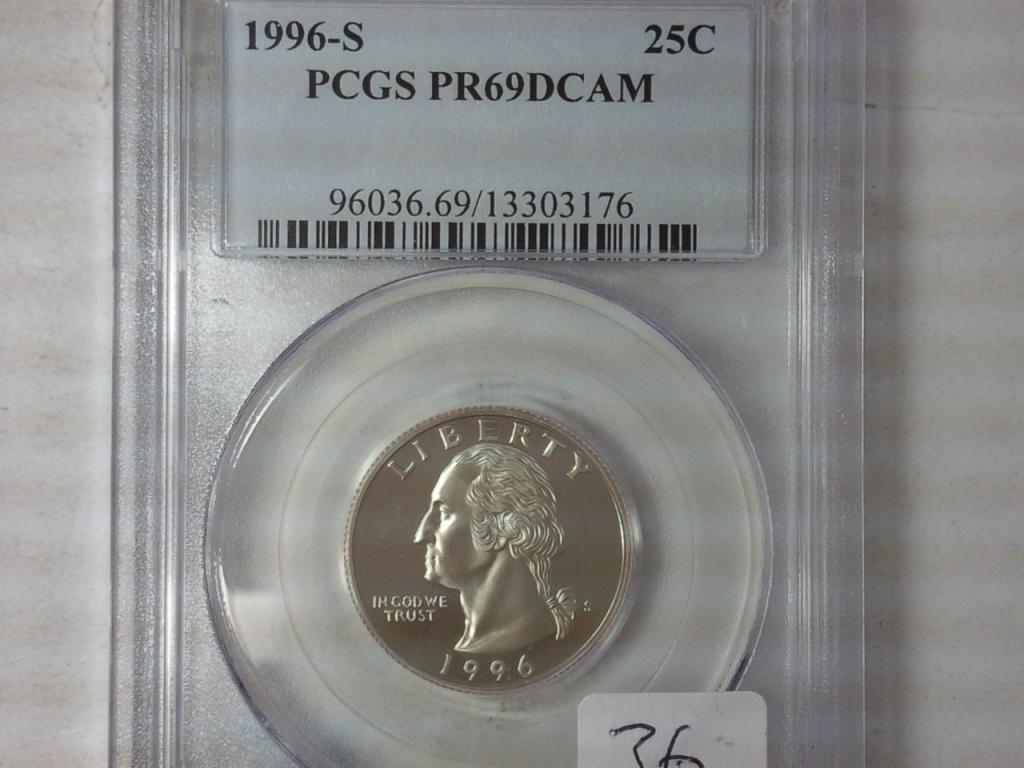 1996-S 25C
PCGS PR69DCAM
96036.69/13303176
LIBERTY
IN GOD WE
TRUST
S
1996
36